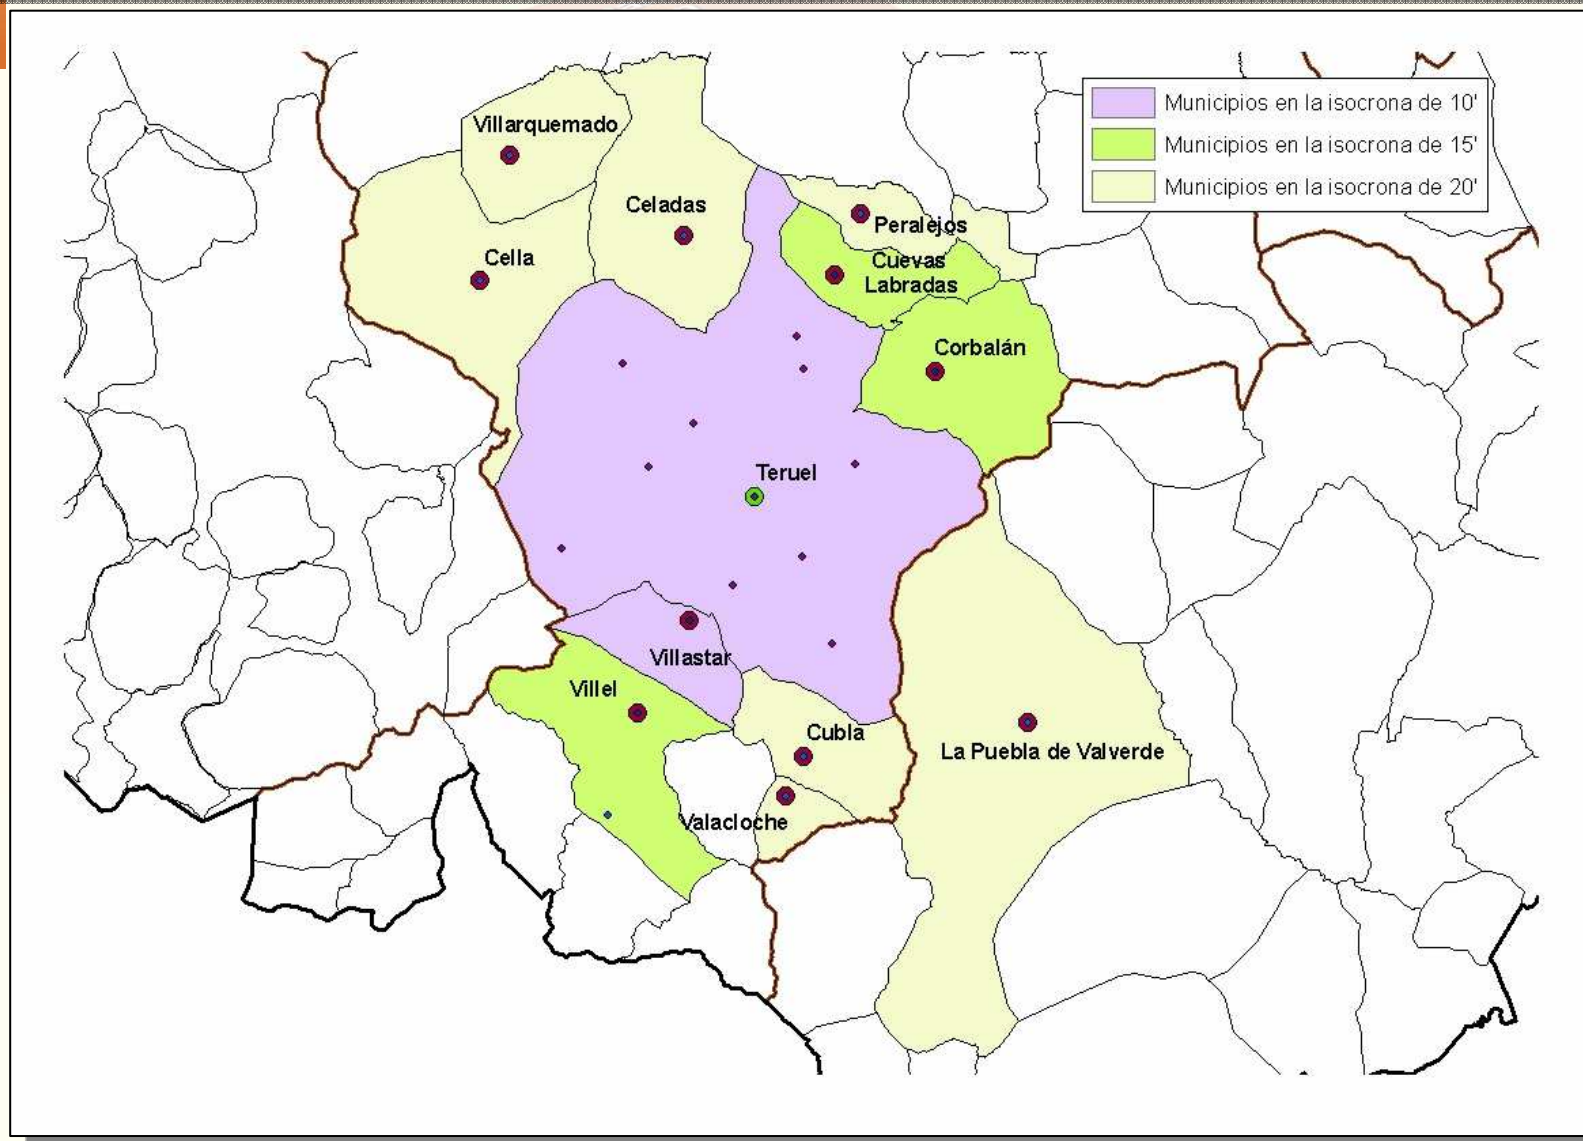 Municipios en la isocrona de 10'
Municipios en la isocrona de 15'
Municipios en la isocrona de 20'
Villarquemado
Celadas
Peralejos
Cella
Cuevas
Labradas
Corbalán
Teruel
Villastar
Villel
Cubla
La Puebla de Valverde
Valacloche